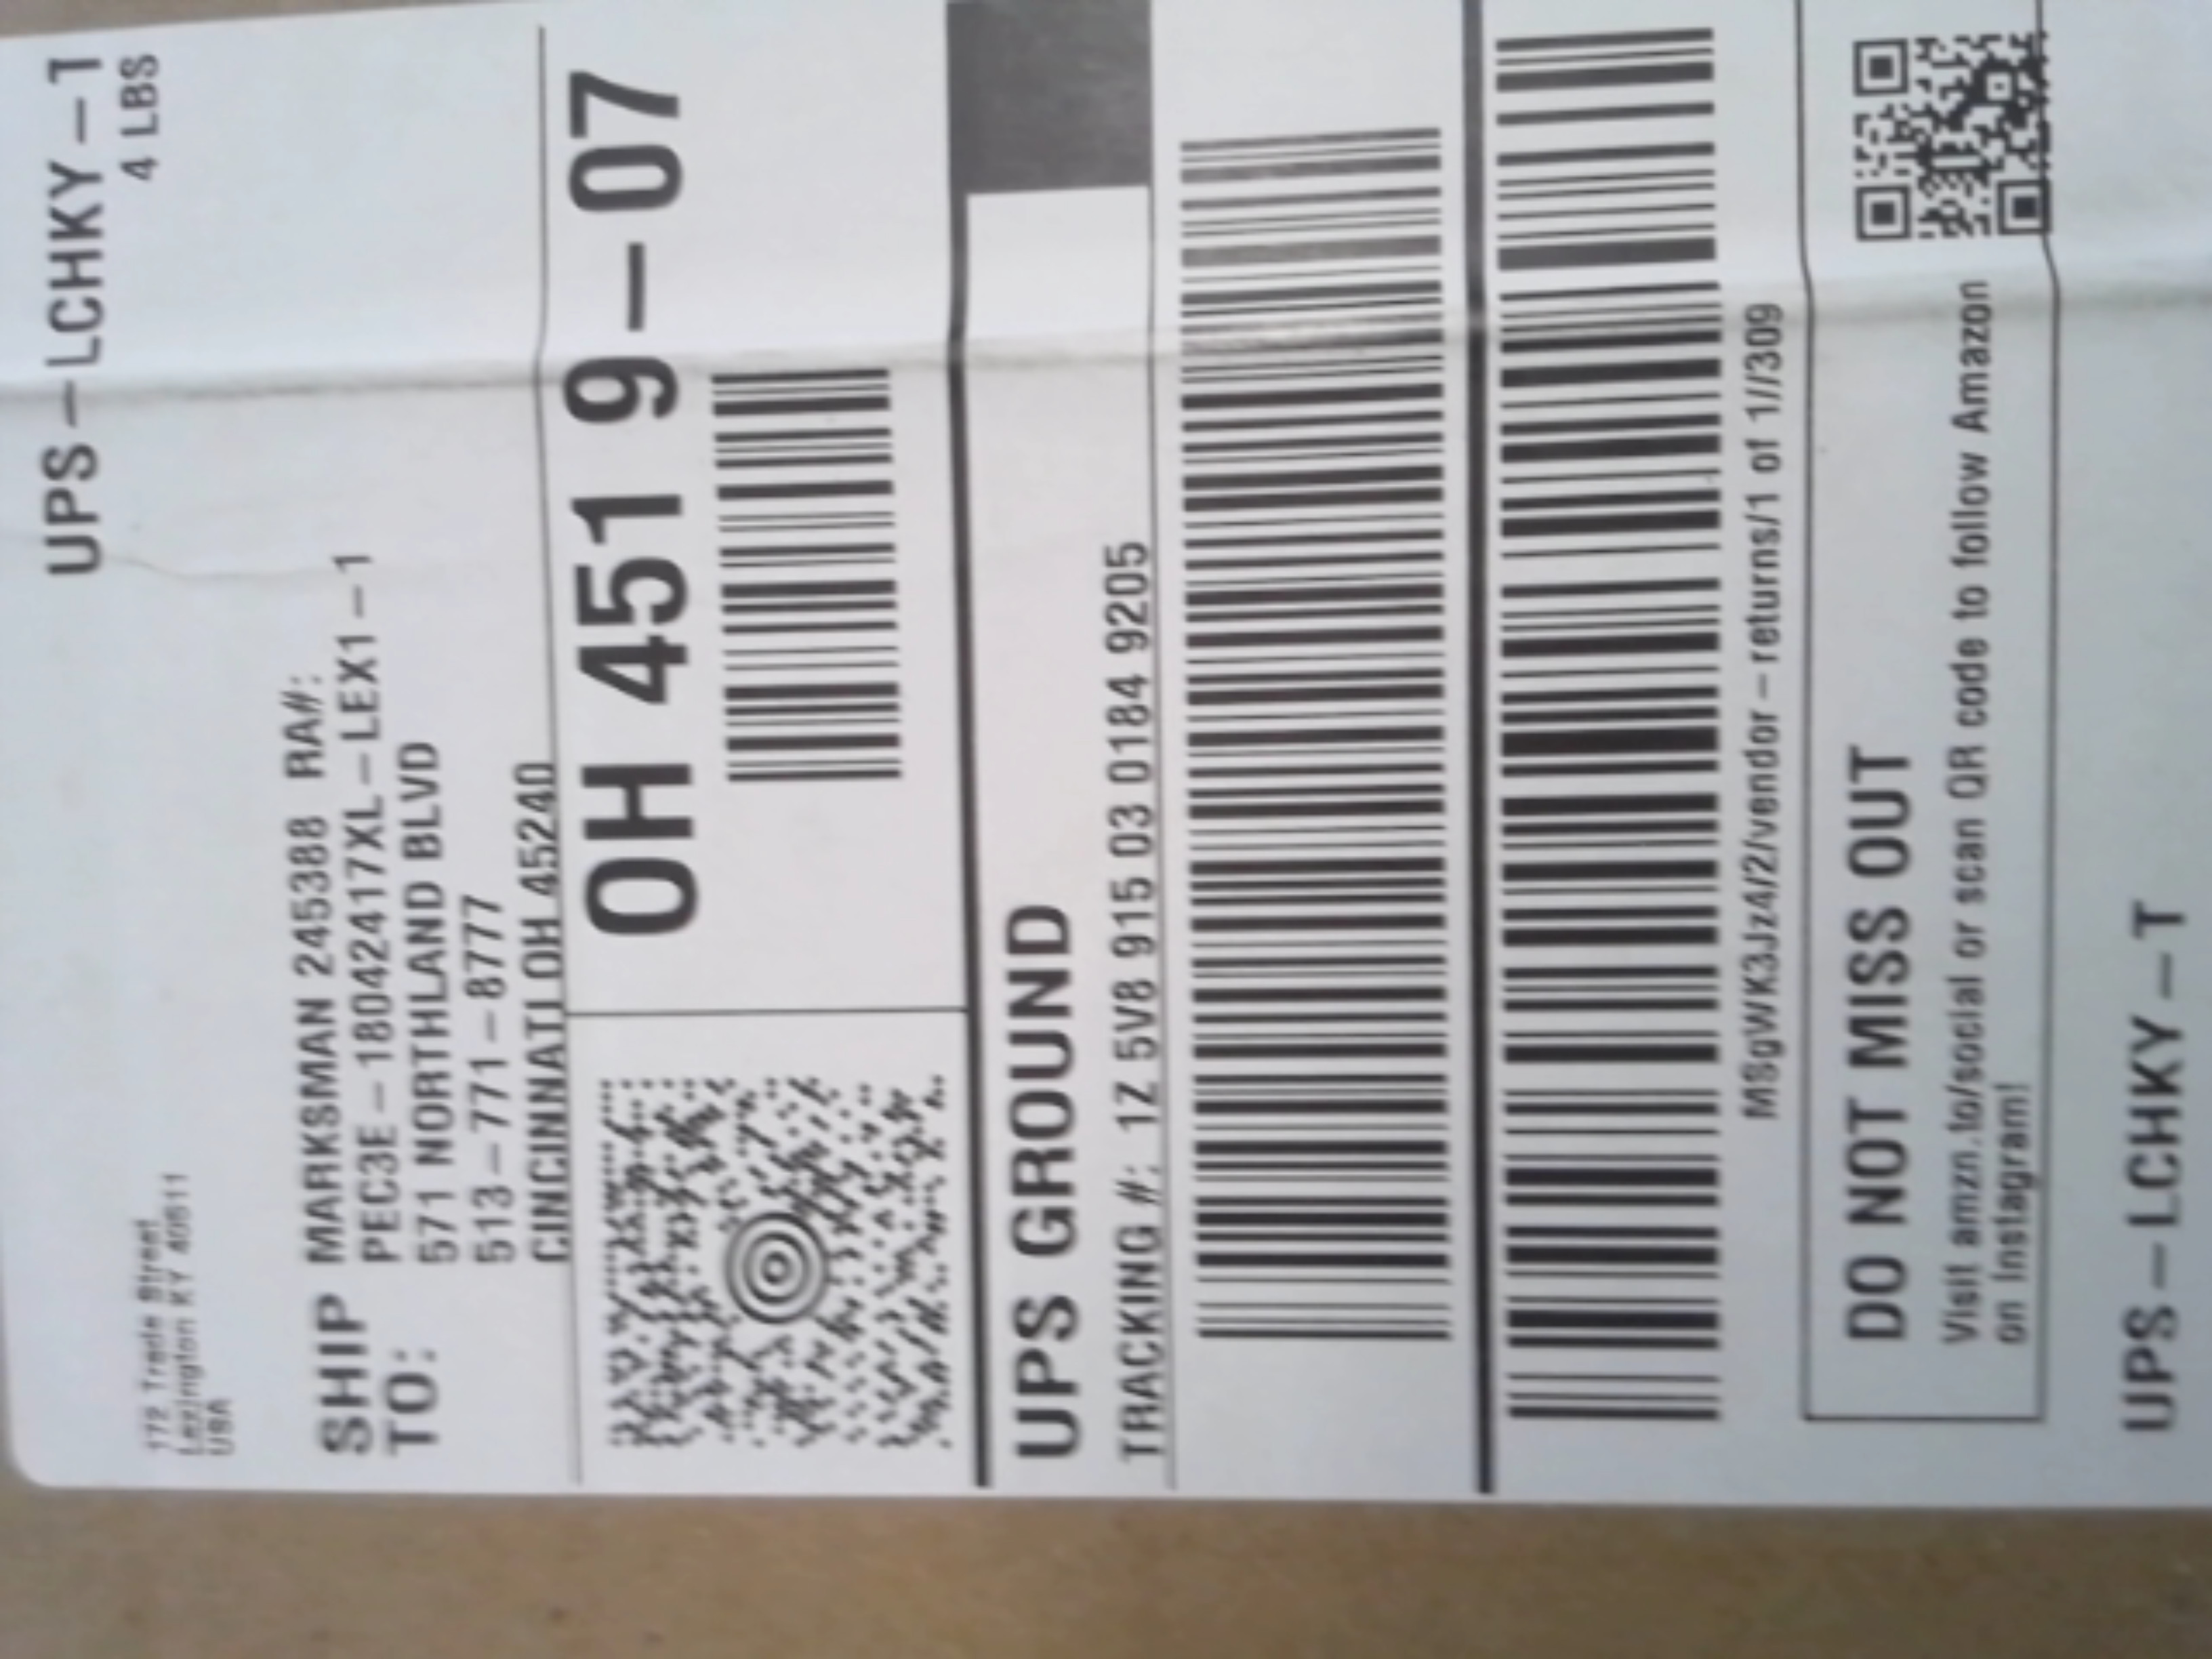 UPS-LCHKY-T
4 LBS
172 Trade Street
Lexington KY 40511
USA
SHIP TO:
MARKSMAN 245388 RA#:
PEC3E-18042417XL-LEX1-1
571 NORTHLAND BLVD
513-771-8777
CINCINNATI OH 45240
OH 451 9-07
UPS GROUND
TRACKING #: 1Z 5V8 915 03 0184 9205
MSgWK3Jz4/2/vendor-returns/1 of 1//309
DO NOT MISS OUT
Visit amzn.to/social or scan QR code to follow Amazon
on Instagram!
UPS-LCHKY-T